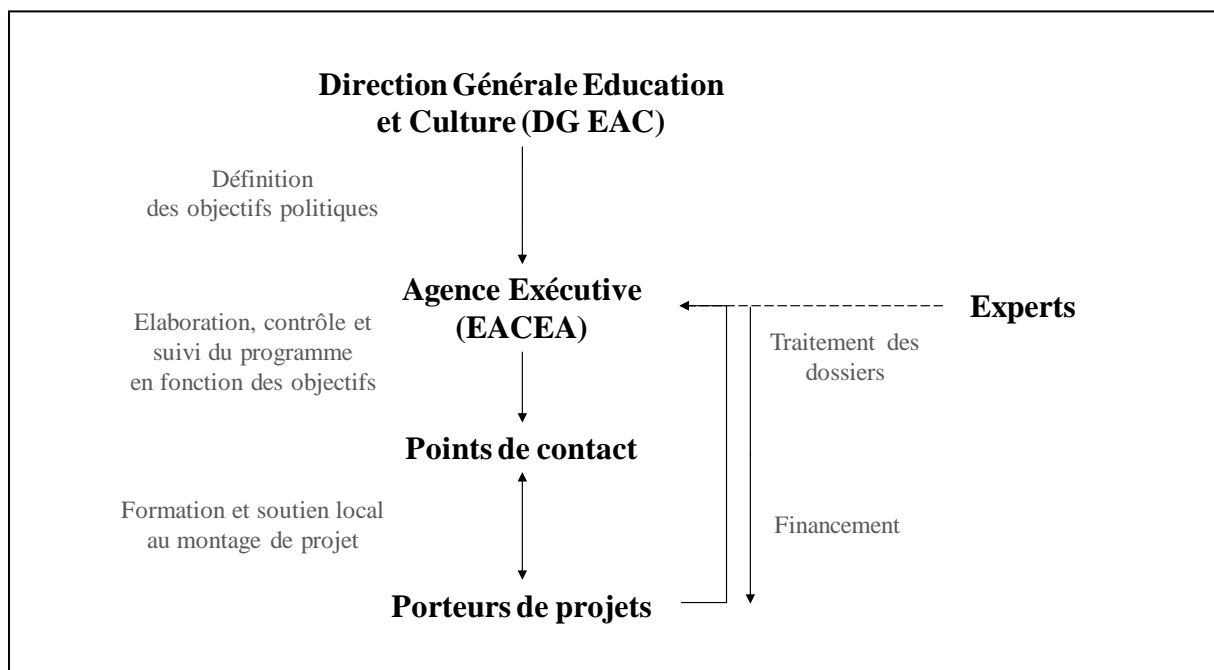 Direction Générale Education
et Culture (DG EAC)
Définition
des objectifs politiques
Agence Exécutive
(EACEA)
Experts
Elaboration, contrôle et
suivi du programme
en fonction des objectifs
Traitement des
dossiers
Points de contact
Formation et soutien local
au montage de projet
Financement
Porteurs de projets